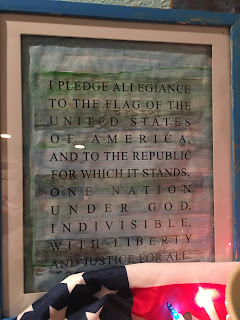 I PLEDGE ALLEGIANCE
TO THE FLAG OF THE
UNITED STATES
OF AMERICA,
AND TO THE REPUBLIC
FOR WHICH IT STANDS,
ONE NATION
UNDER GOD,
INDIVISIBLE,
WITH LIBERTY
AND JUSTICE FOR ALL.